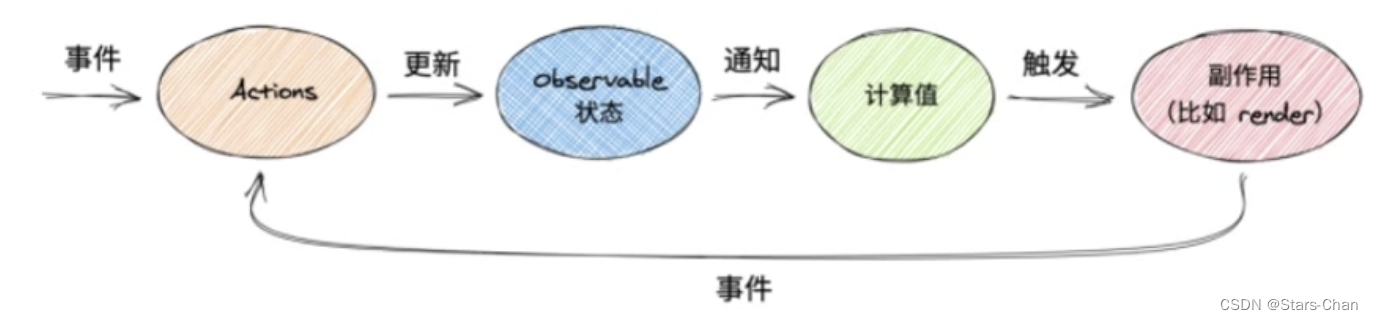 事件
Actions
更新
Observable
状态
通知
计算值
触发
副作用
(比如 render)
事件
CSDN @Stars-Chan